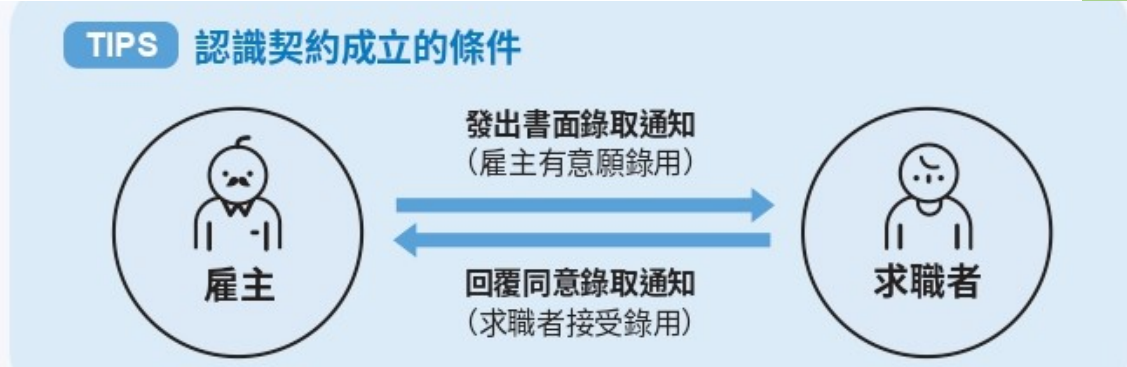 TIPS 認識契約成立的條件
發出書面錄取通知
（雇主有意願錄用）
雇主
求職者
回覆同意錄取通知
（求職者接受錄用）